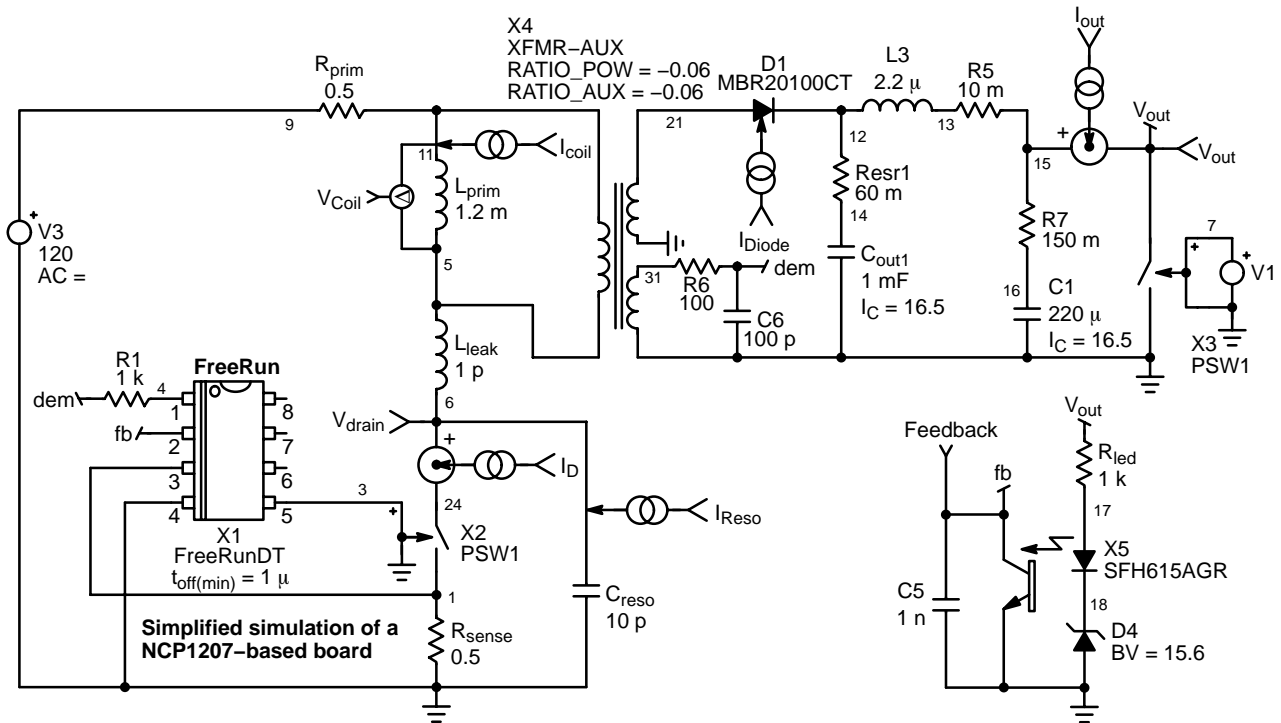 X4
XFMR−AUX
RATIO_POW = −0.06
RATIO_AUX = −0.06
Iout
D1
MBR20100CT
L3
2.2 μ
R5
10 m
Rprim
0.5
9
21
12
13
15
+
Vout
Vout
11
Icoil
VCoil
Lprim
1.2 m
Resr1
60 m
14
IDiode
R7
150 m
7
+
+
V1
+
V3
120
AC =
5
31
R6
100
dem
Cout1
1 mF
IC = 16.5
16
C1
220 μ
IC = 16.5
C6
100 p
X3
PSW1
Lleak
1 p
R1
1 k
FreeRun
dem
4
1
8
6
fb
2
7
Vdrain
+
3
6
ID
4
5
3
+
24
X2
PSW1
IReso
X1
FreeRunDT
toff(min) = 1 μ
1
Creso
10 p
Simplified simulation of a
NCP1207−based board
Rsense
0.5
Feedback
fb
Vout
Rled
1 k
17
X5
SFH615AGR
C5
1 n
18
D4
BV = 15.6